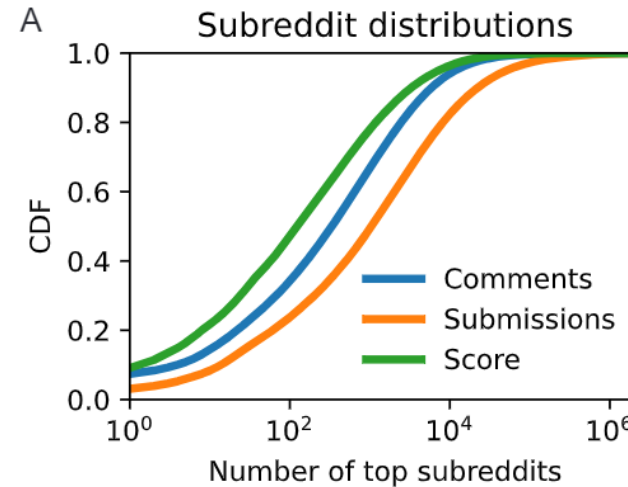 A
Subreddit distributions
1.0
0.8
0.6
0.4
0.2
0.0
CDF
Comments
Submissions
Score
10⁰ 10² 10⁴ 10⁶
Number of top subreddits